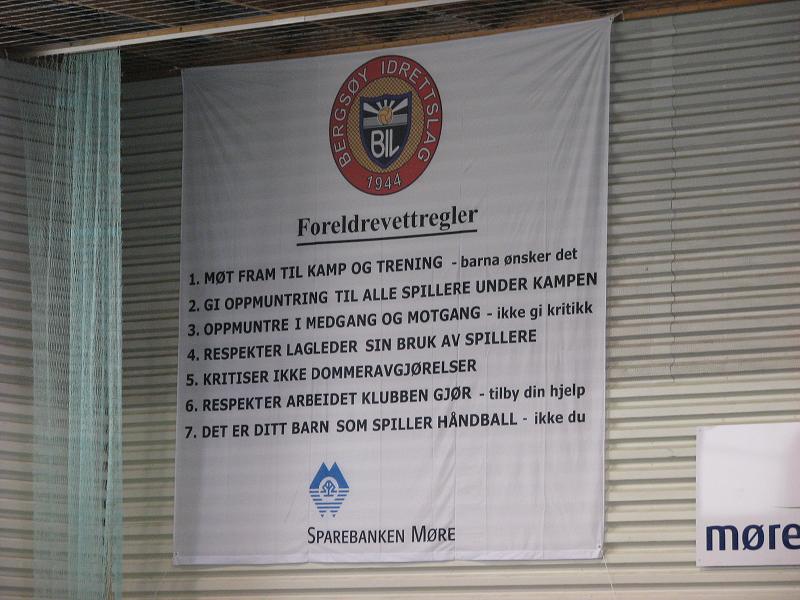 BERGSØY IDRETTSLAG
BIL
1944
Foreldrevettregler
1. MØT FRAM TIL KAMP OG TRENING - barna ønsker det
2. GI OPPMUNTRING TIL ALLE SPILLERE UNDER KAMPEN
3. OPPMUNTRE I MEDGANG OG MOTGANG - ikke gi kritikk
4. RESPEKTER LAGLEDER SIN BRUK AV SPILLERE
5. KRITISER IKKE DOMMERAVGJØRELSER
6. RESPEKTER ARBEIDET KLUBBEN GJØR - tilby din hjelp
7. DET ER DITT BARN SOM SPILLER HÅNDBALL - ikke du
SPAREBANKEN MØRE
møre